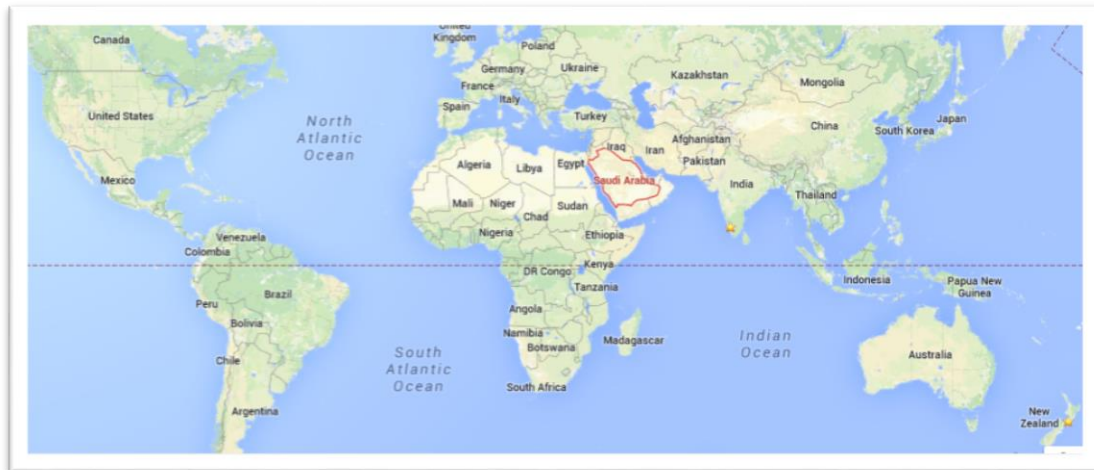 Canada
United
Kingdom
Poland
Germany
Ukraine
Kazakhstan
Mongolia
France
Italy
Spain
Turkey
United States
North
Atlantic
Ocean
China
Japan
South Korea
Afghanistan
Iraq
Iran
Pakistan
Algeria
Libya
Egypt
Saudi Arabia
India
Mexico
Mali
Niger
Sudan
Thailand
Chad
Nigeria
Ethiopia
Venezuela
Colombia
Kenya
DR Congo
Indonesia
Papua New
Guinea
Tanzania
Brazil
Peru
Angola
Bolivia
Namibia
Botswana
Madagascar
Indian
Ocean
South
Atlantic
Ocean
Chile
Australia
South Africa
Argentina
New
Zealand